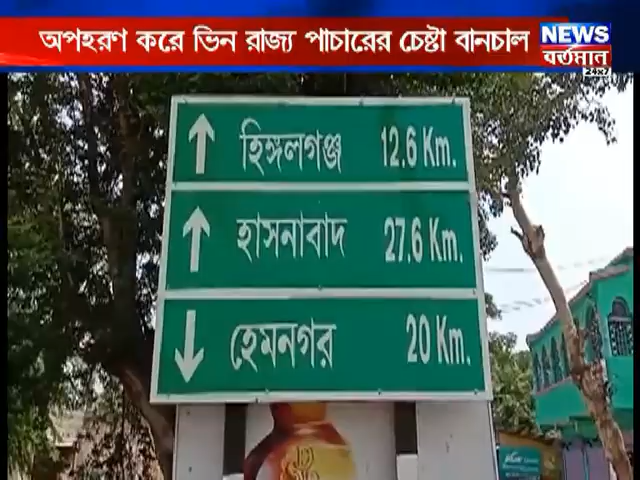 অপহরণ করে ভিন রাজ্য পাচারের চেষ্টা বানচাল
NEWS
বর্তমান
24x7
হিঙ্গলগঞ্জ 12.6 Km.
হাসনাবাদ 27.6 Km.
হেমনগর 20 Km.